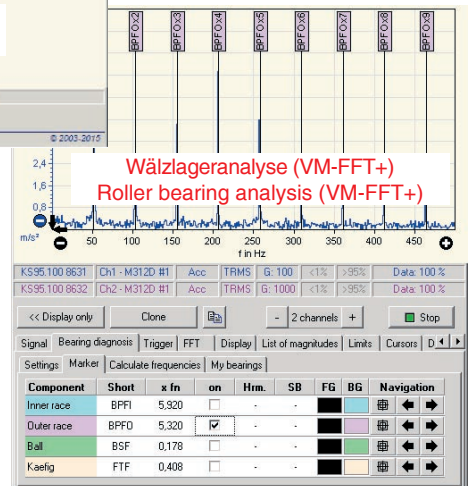 BPFOx2 BPFOx3 BPFOx4 BPFOx5 BPFOx6 BPFOx7 BPFOx8 BPFOx9
© 2003-2015
2,4
1,6
0,8
m/s²
Wälzlageranalyse (VM-FFT+)
Roller bearing analysis (VM-FFT+)
50 100 150 200 250 300 350 400 450
f in Hz
KS95.100 8631 Ch1 - M312D #1 Acc TRMS G: 100 <1% >95% Data: 100 %
KS95.100 8632 Ch2 - M312D #1 Acc TRMS G: 1000 <1% >95% Data: 100 %
<< Display only Clone - 2 channels + Stop
Signal Bearing diagnosis Trigger FFT Display List of magnitudes Limits Cursors D
Settings Marker Calculate frequencies My bearings
Component Short x fn on Hrm. SB FG BG Navigation
Inner race BPFI 5,920 - -
Outer race BPFO 5,320 - -
Ball BSF 0,178 - -
Kaefig FTF 0,408 - -